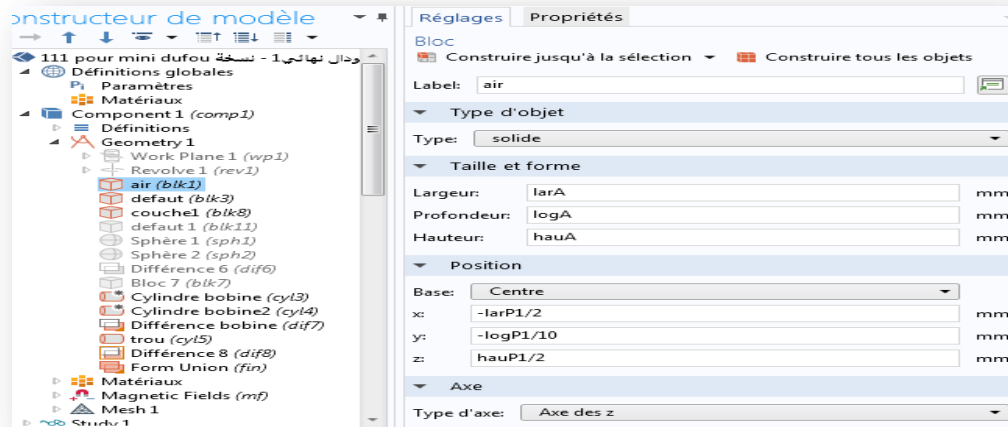 onstructeur de modèle
111 pour mini dufou ودال نهائي1 - نسخة
Définitions globales
Pi Paramètres
Matériaux
Component 1 (comp1)
Définitions
Geometry 1
Work Plane 1 (wp1)
Revolve 1 (rev1)
air (blk1)
defaut (blk3)
couche1 (blk8)
defaut 1 (blk11)
Sphère 1 (sph1)
Sphère 2 (sph2)
Différence 6 (dif6)
Bloc 7 (blk7)
Cylindre bobine (cyl3)
Cylindre bobine2 (cyl4)
Différence bobine (dif7)
trou (cyl5)
Différence 8 (dif8)
Form Union (fin)
Matériaux
Magnetic Fields (mf)
Mesh 1
Study 1
Réglages Propriétés
Bloc
Construire jusqu'à la sélection Construire tous les objets
Label: air
Type d'objet
Type: solide
Taille et forme
Largeur: larA mm
Profondeur: logA mm
Hauteur: hauA mm
Position
Base: Centre
x: -larP1/2 mm
y: -logP1/10 mm
z: hauP1/2 mm
Axe
Type d'axe: Axe des z